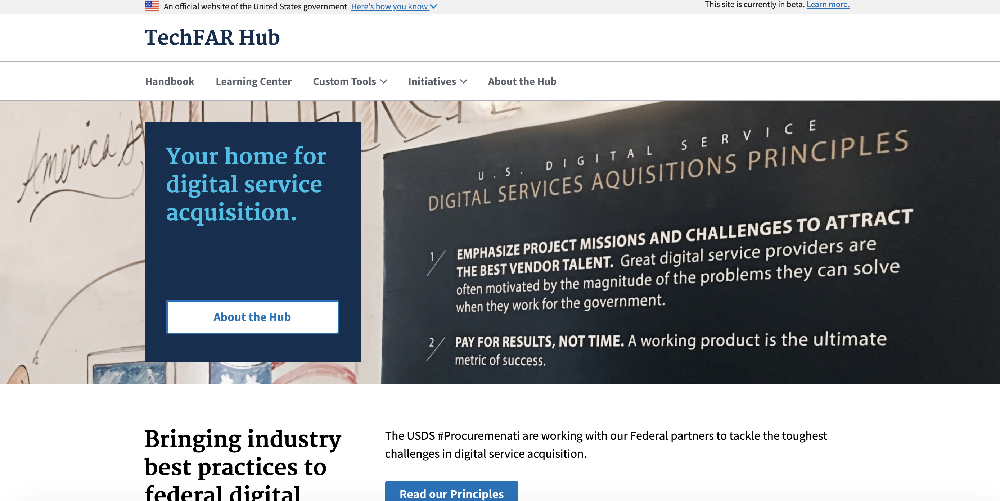 An official website of the United States government Here's how you know
This site is currently in beta. Learn more.
TechFAR Hub
Handbook
Learning Center
Custom Tools
Initiatives
About the Hub
America's
Your home for
digital service
acquisition.
About the Hub
U.S. DIGITAL SERVICE
DIGITAL SERVICES AQUISITIONS PRINCIPLES
1/ EMPHASIZE PROJECT MISSIONS AND CHALLENGES TO ATTRACT
THE BEST VENDOR TALENT. Great digital service providers are
often motivated by the magnitude of the problems they can solve
when they work for the government.
2/ PAY FOR RESULTS, NOT TIME. A working product is the ultimate
metric of success.
Bringing industry
best practices to
federal digital
The USDS #Procuremenati are working with our Federal partners to tackle the toughest
challenges in digital service acquisition.
Read our Principles